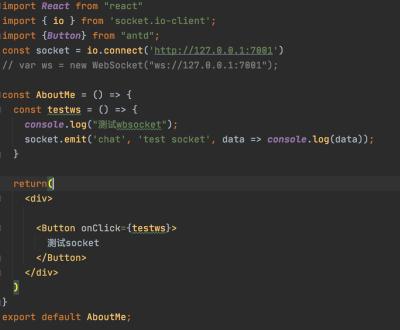 import React from "react"
import { io } from 'socket.io-client';
import {Button} from "antd";
const socket = io.connect('http://127.0.0.1:7001')
// var ws = new WebSocket("ws://127.0.0.1:7001");
const AboutMe = () => {
const testws = () => {
console.log("测试wbsocket");
socket.emit('chat', 'test socket', data => console.log(data));
}
return(
<div>
<Button onClick={testws}>
测试socket
</Button>
</div>
)
}
export default AboutMe;